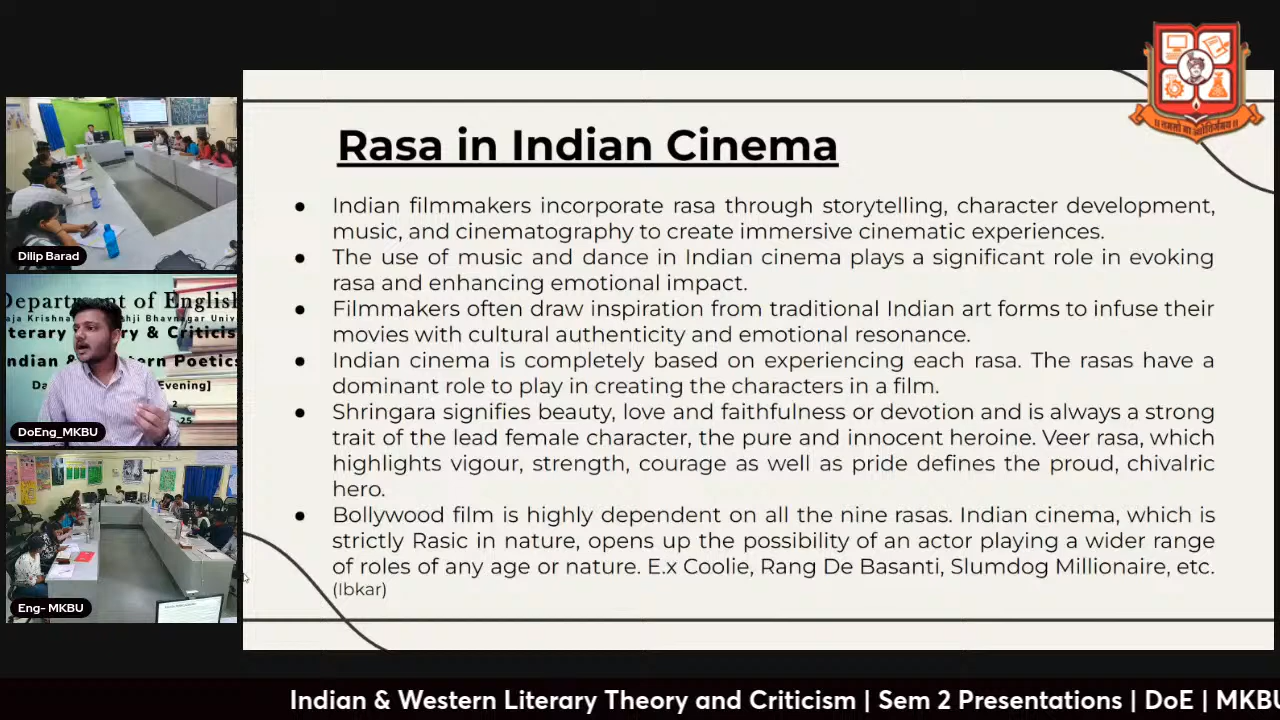 Rasa in Indian Cinema
● Indian filmmakers incorporate rasa through storytelling, character development,
music, and cinematography to create immersive cinematic experiences.
● The use of music and dance in Indian cinema plays a significant role in evoking
rasa and enhancing emotional impact.
● Filmmakers often draw inspiration from traditional Indian art forms to infuse their
movies with cultural authenticity and emotional resonance.
● Indian cinema is completely based on experiencing each rasa. The rasas have a
dominant role to play in creating the characters in a film.
● Shringara signifies beauty, love and faithfulness or devotion and is always a strong
trait of the lead female character, the pure and innocent heroine. Veer rasa, which
highlights vigour, strength, courage as well as pride defines the proud, chivalric
hero.
● Bollywood film is highly dependent on all the nine rasas. Indian cinema, which is
strictly Rasic in nature, opens up the possibility of an actor playing a wider range
of roles of any age or nature. E.x Coolie, Rang De Basanti, Slumdog Millionaire, etc.
(Ibkar)
Dilip Barad
Department of English
DoEng_MKBU
Eng- MKBU
Indian & Western Literary Theory and Criticism | Sem 2 Presentations | DoE | MKBU